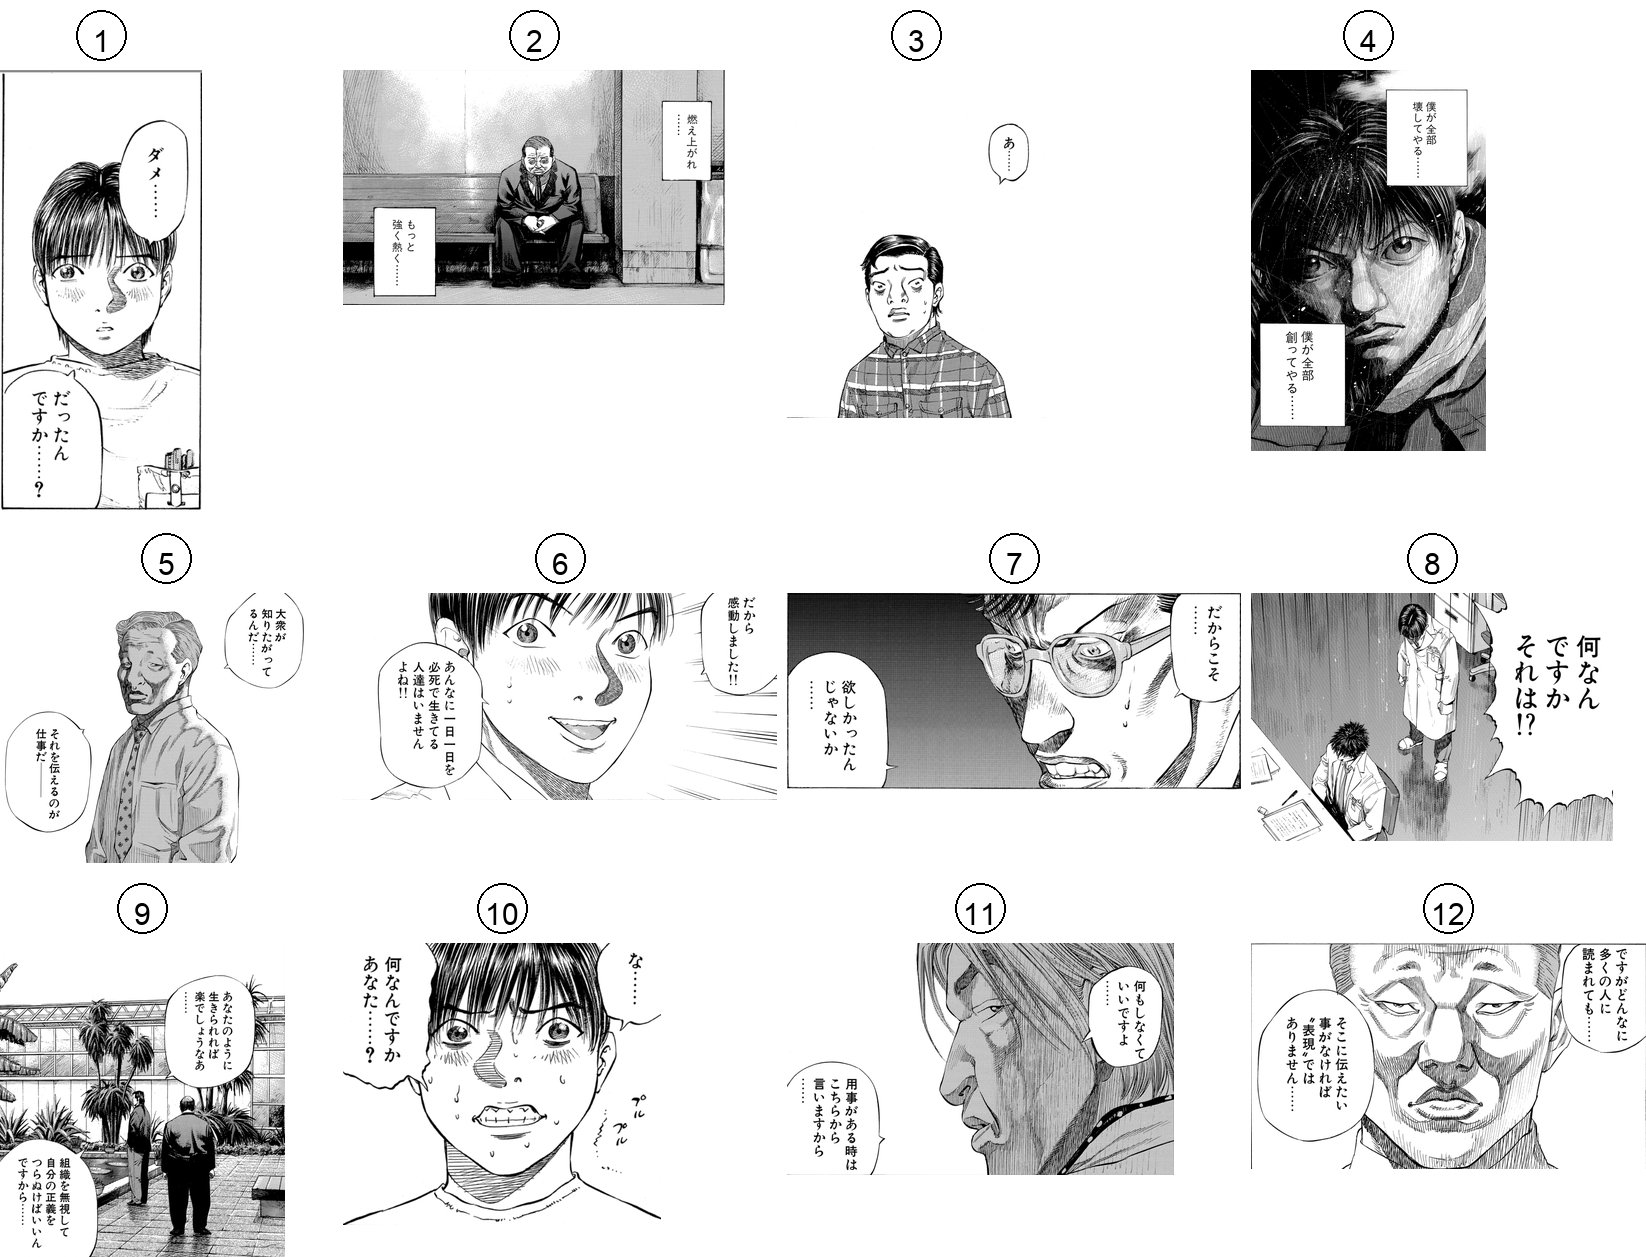 1
ダメ……
だったん
ですか……?
2
燃え上がれ
……
もっと
強く熱く……
3
あ……
4
僕が全部
壊してやる……
僕が全部
創ってやる……
5
大衆が
知りたがって
るんだ……
それを伝えるのが
仕事だ――
6
だから
感動しました!!
あんなに一日一日を
必死で生きてる
人達はいません
よね!!
7
だからこそ
……
欲しかったん
じゃないか
……
8
何なん
ですか
それは!?
9
あなたのように
生きられれば
楽でしょうなあ
……
組織を無視して
自分の正義を
つらぬけばいいん
ですから……
10
な……
何なんですか
あなた……?
プル
プル
11
何もしなくて
いいですよ
……
用事がある時は
こちらから
言いますから
……
12
ですがどんなに
多くの人に
読まれても……
そこに伝えたい
事がなければ
〝表現〟では
ありません……